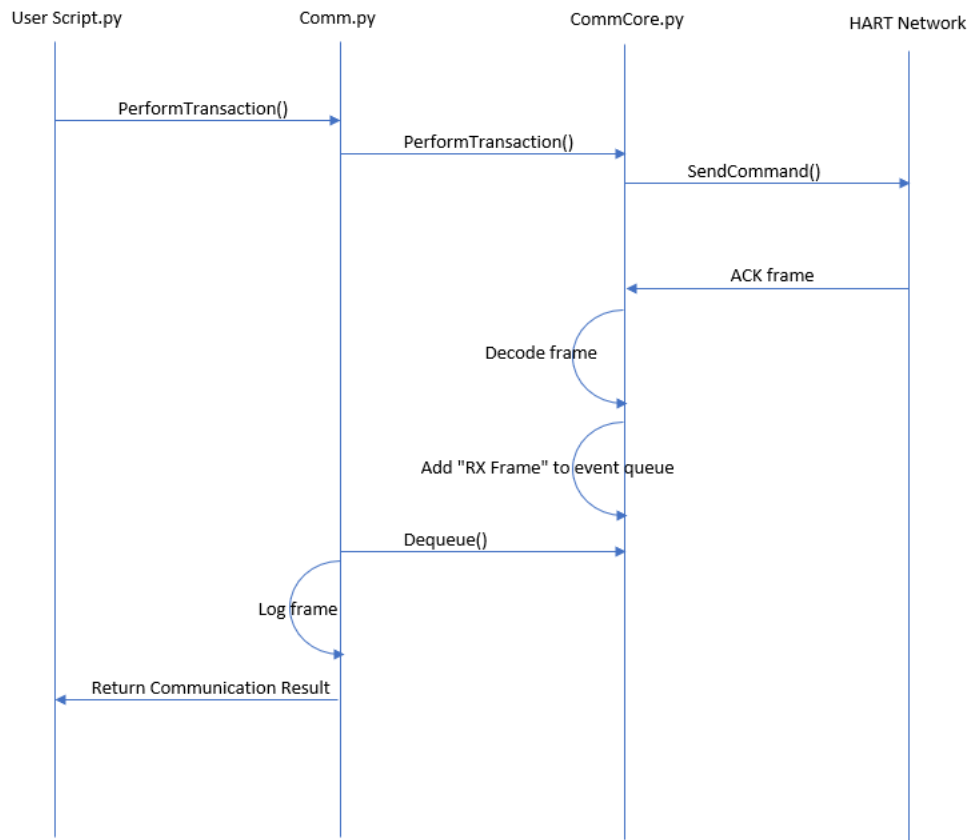 User Script.py
Comm.py
CommCore.py
HART Network
PerformTransaction()
PerformTransaction()
SendCommand()
ACK frame
Decode frame
Add "RX Frame" to event queue
Dequeue()
Log frame
Return Communication Result